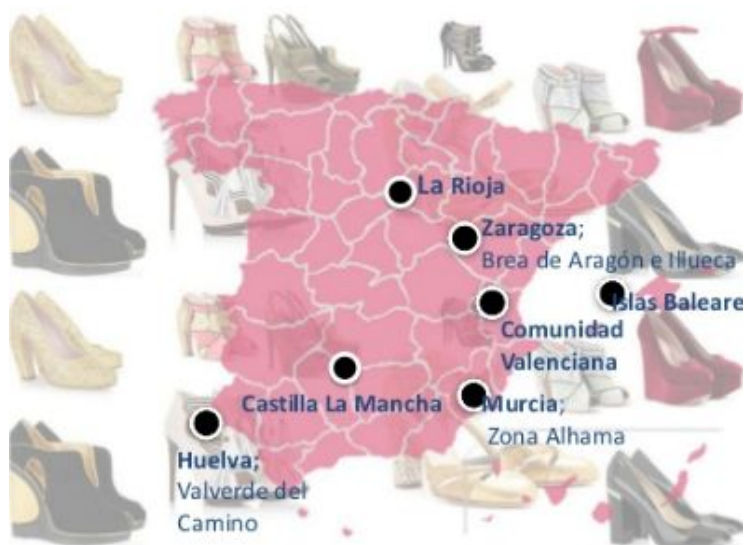 La Rioja
Zaragoza;
Brea de Aragón e Illueca
Islas Baleare
Comunidad
Valenciana
Castilla La Mancha
Murcia;
Zona Alhama
Huelva;
Valverde del
Camino